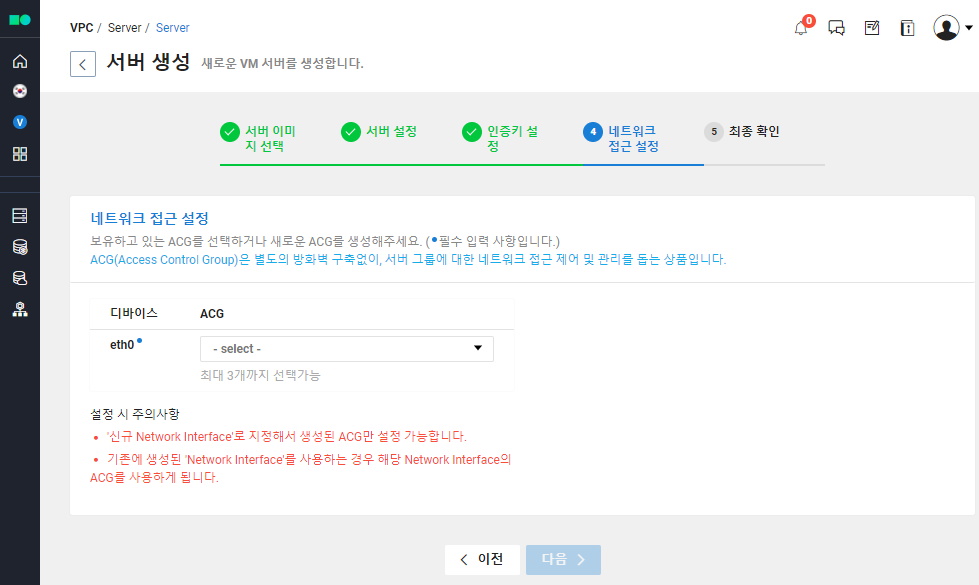 VPC / Server / Server
0
서버 생성 새로운 VM 서버를 생성합니다.
V
서버 이미
지 선택
서버 설정
인증키 설
정
4 네트워크
접근 설정
5 최종 확인
네트워크 접근 설정
보유하고 있는 ACG를 선택하거나 새로운 ACG를 생성해주세요. (•필수 입력 사항입니다.)
ACG(Access Control Group)은 별도의 방화벽 구축없이, 서버 그룹에 대한 네트워크 접근 제어 및 관리를 돕는 상품입니다.
디바이스 ACG
eth0 • - select -
최대 3개까지 선택가능
설정 시 주의사항
• '신규 Network Interface'로 지정해서 생성된 ACG만 설정 가능합니다.
• 기존에 생성된 'Network Interface'를 사용하는 경우 해당 Network Interface의
ACG를 사용하게 됩니다.
< 이전 다음 >